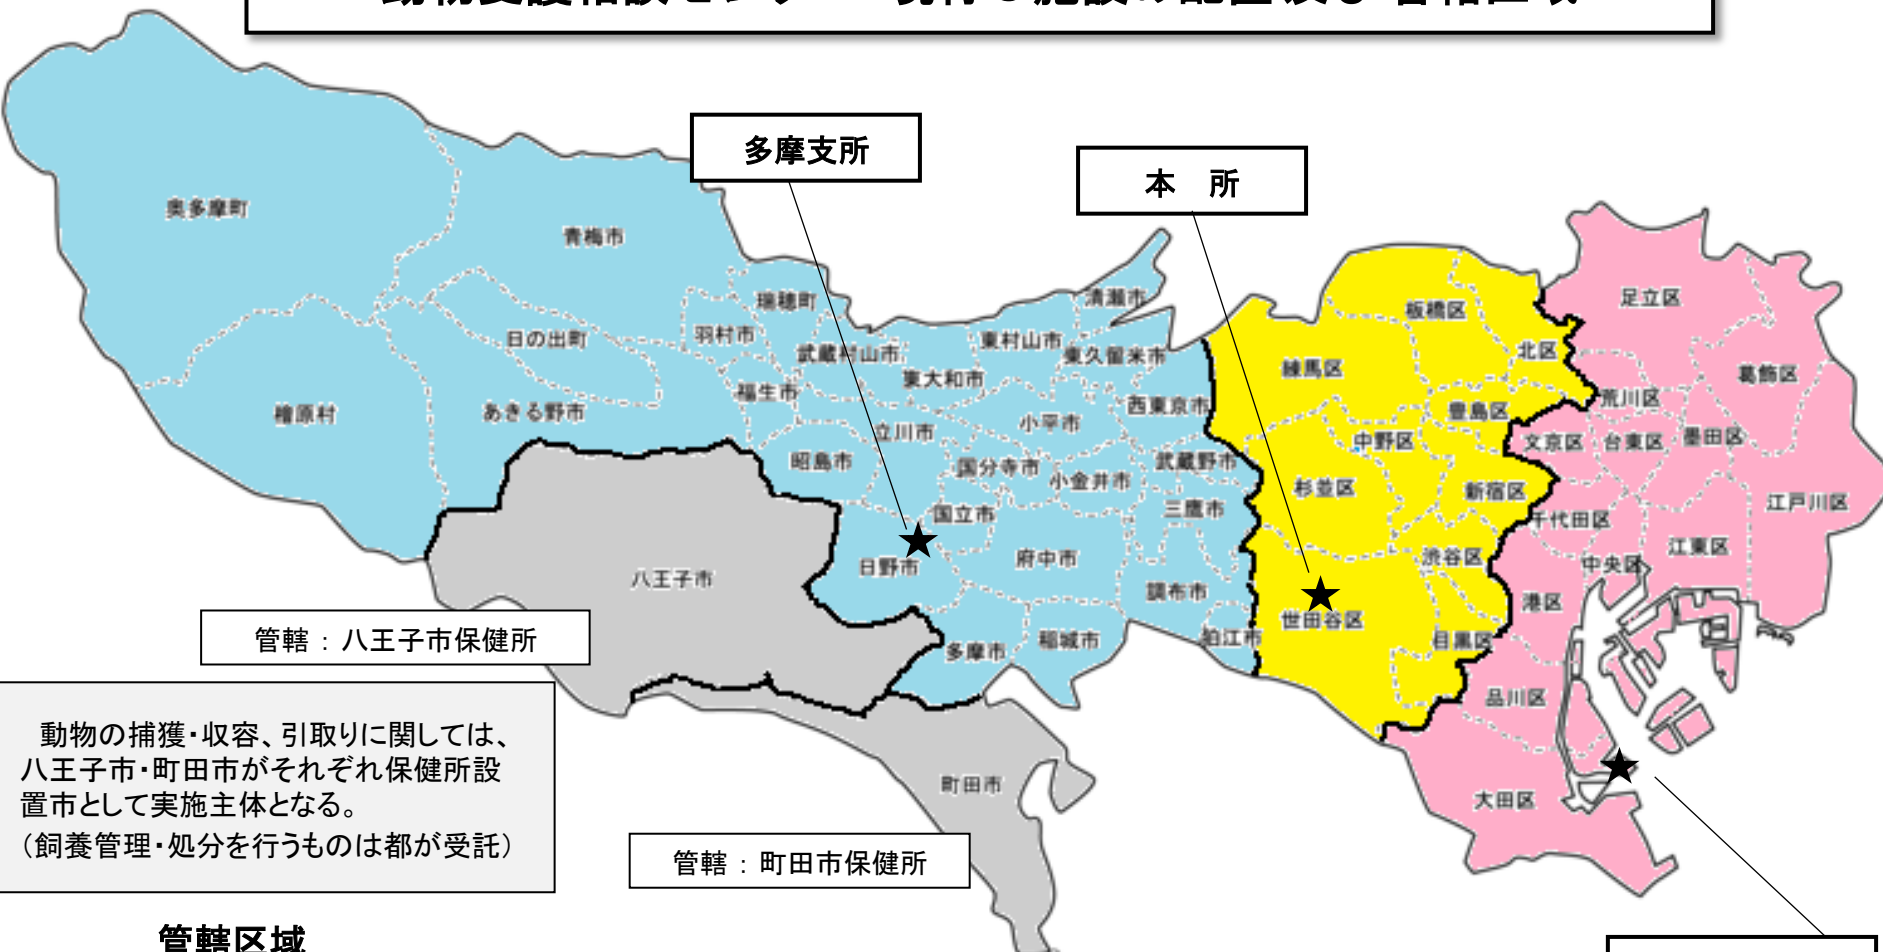 多摩支所
本　所
奥多摩町
青梅市
瑞穂町
清瀬市
足立区
板橋区
羽村市
日の出町
武蔵村山市
東村山市
東久留米市
北区
練馬区
葛飾区
東大和市
福生市
荒川区
檜原村
あきる野市
西東京市
豊島区
小平市
立川市
中野区
文京区
台東区
墨田区
昭島市
国分寺市
武蔵野市
小金井市
杉並区
新宿区
江戸川区
国立市
三鷹市
千代田区
江東区
日野市
府中市
渋谷区
中央区
八王子市
調布市
港区
世田谷区
管轄：八王子市保健所
多摩市
稲城市
狛江市
目黒区
品川区
動物の捕獲・収容、引取りに関しては、
八王子市・町田市がそれぞれ保健所設
置市として実施主体となる。
（飼養管理・処分を行うものは都が受託）
町田市
大田区
管轄：町田市保健所
管轄区域